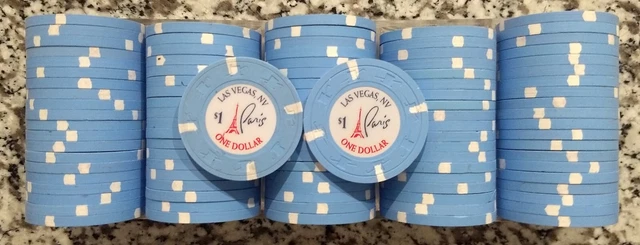 LAS VEGAS, NV
$1 Paris
ONE DOLLAR
LAS VEGAS, NV
$1 Paris
ONE DOLLAR